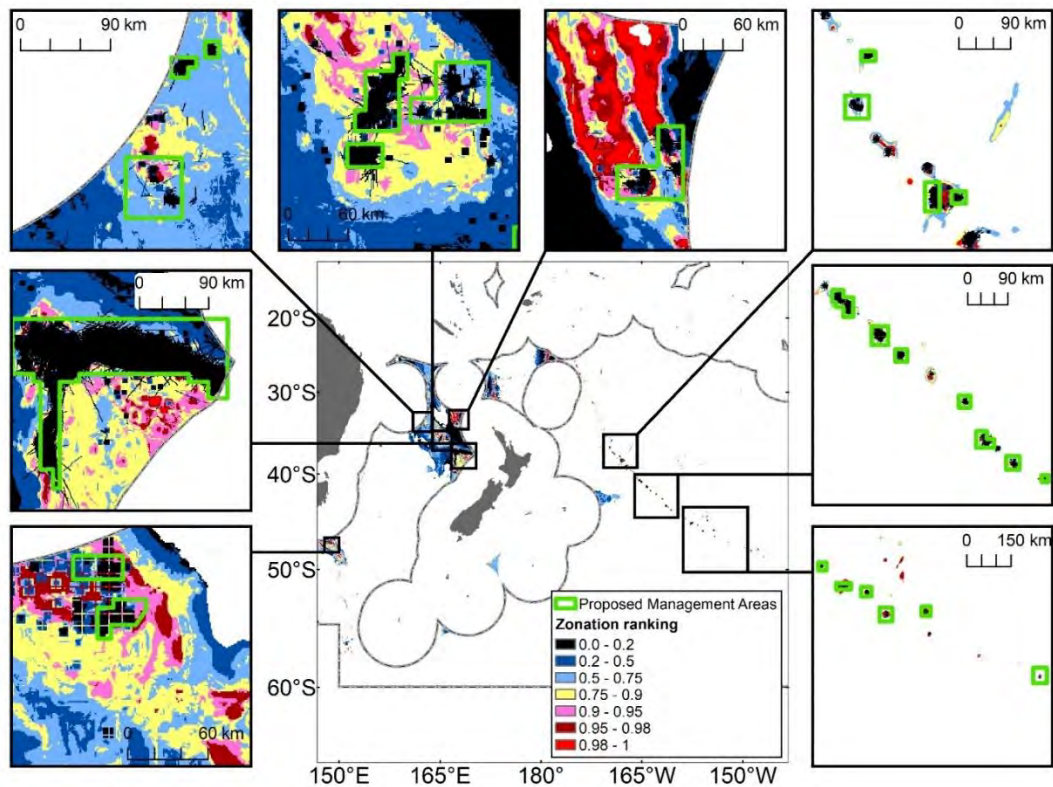 0 90 km
0 60 km
0 60 km
0 90 km
0 90 km
0 90 km
0 60 km
0 150 km
20°S
30°S
40°S
50°S
60°S
Proposed Management Areas
Zonation ranking
0.0 - 0.2
0.2 - 0.5
0.5 - 0.75
0.75 - 0.9
0.9 - 0.95
0.95 - 0.98
0.98 - 1
150°E 165°E 180° 165°W 150°W